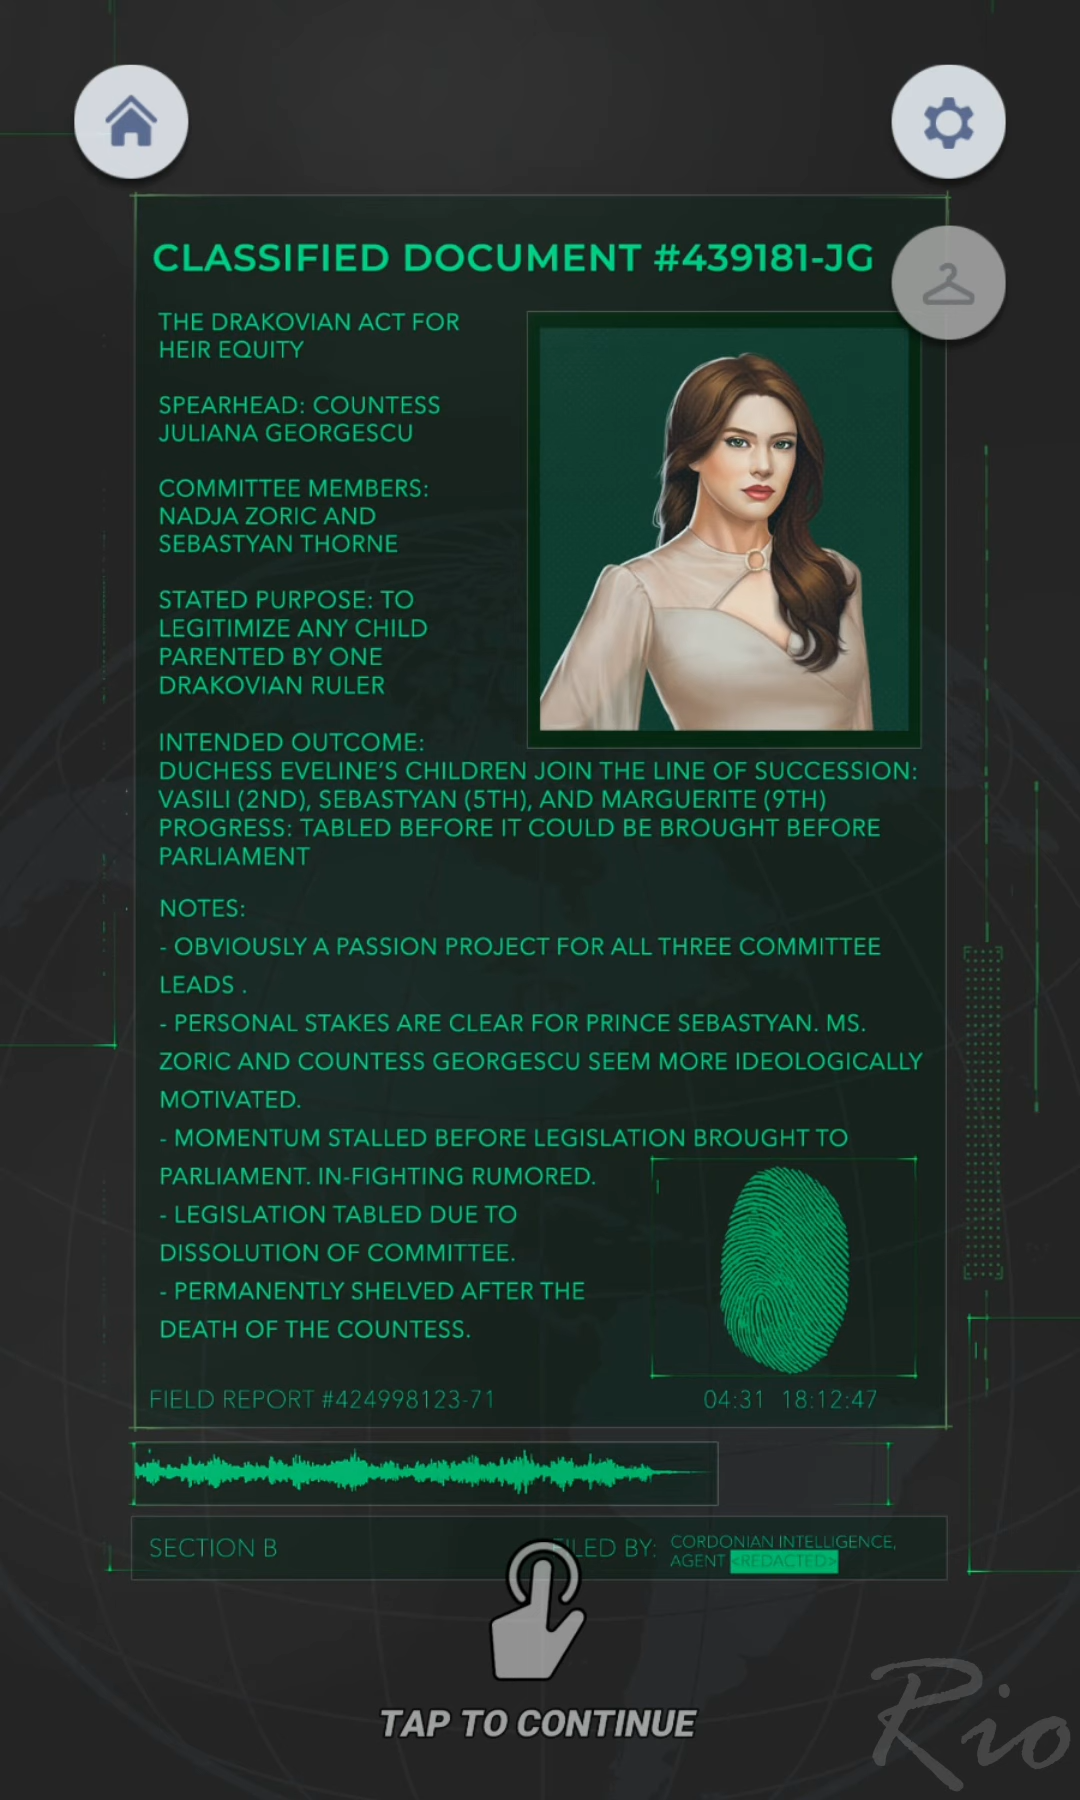 CLASSIFIED DOCUMENT #439181-JG
THE DRAKOVIAN ACT FOR
HEIR EQUITY
SPEARHEAD: COUNTESS
JULIANA GEORGESCU
COMMITTEE MEMBERS:
NADJA ZORIC AND
SEBASTYAN THORNE
STATED PURPOSE: TO
LEGITIMIZE ANY CHILD
PARENTED BY ONE
DRAKOVIAN RULER
INTENDED OUTCOME:
DUCHESS EVELINE'S CHILDREN JOIN THE LINE OF SUCCESSION:
VASILI (2ND), SEBASTYAN (5TH), AND MARGUERITE (9TH)
PROGRESS: TABLED BEFORE IT COULD BE BROUGHT BEFORE
PARLIAMENT
NOTES:
- OBVIOUSLY A PASSION PROJECT FOR ALL THREE COMMITTEE
LEADS .
- PERSONAL STAKES ARE CLEAR FOR PRINCE SEBASTYAN. MS.
ZORIC AND COUNTESS GEORGESCU SEEM MORE IDEOLOGICALLY
MOTIVATED.
- MOMENTUM STALLED BEFORE LEGISLATION BROUGHT TO
PARLIAMENT. IN-FIGHTING RUMORED.
- LEGISLATION TABLED DUE TO
DISSOLUTION OF COMMITTEE.
- PERMANENTLY SHELVED AFTER THE
DEATH OF THE COUNTESS.
FIELD REPORT #424998123-71
04:31 18:12:47
SECTION B
FILED BY:
CORDONIAN INTELLIGENCE,
AGENT <REDACTED>
TAP TO CONTINUE
Rio